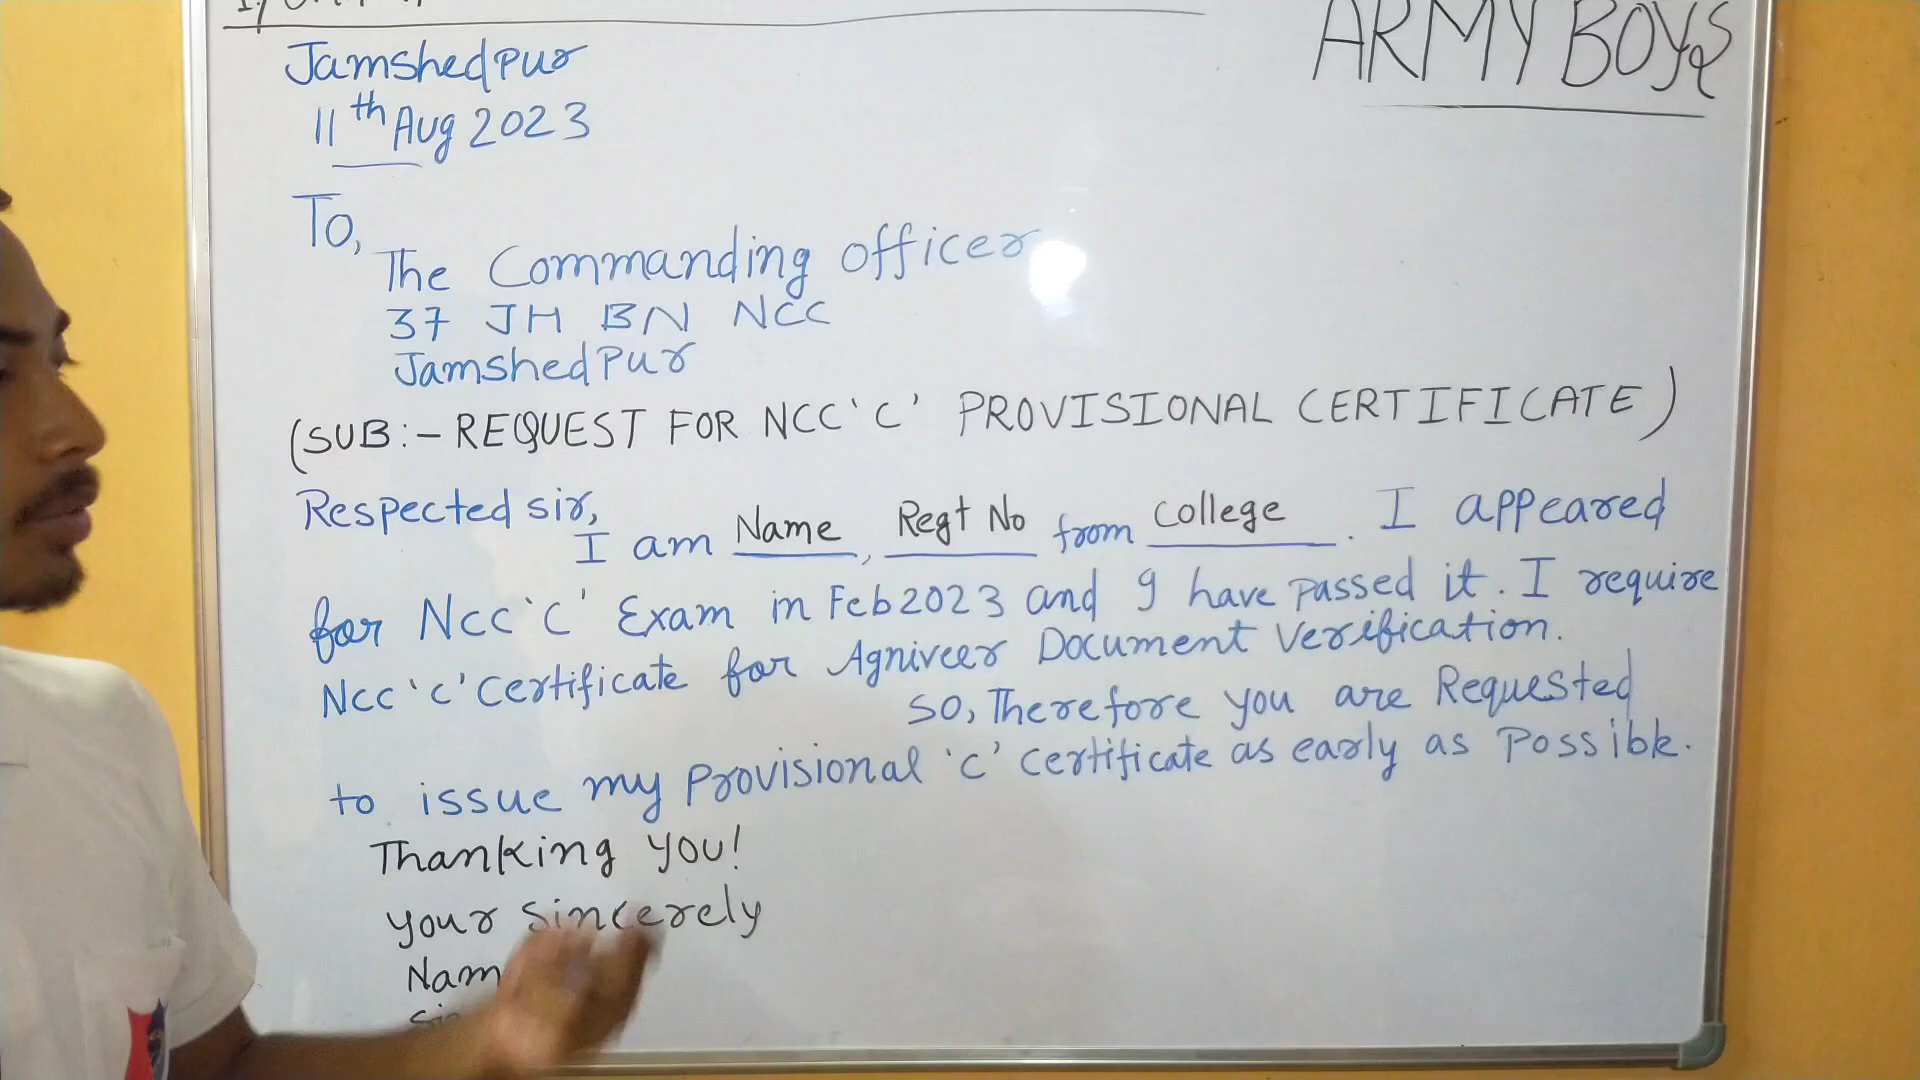 ARMY BOYS
Jamshedpur
11th Aug 2023
To,
The Commanding officer
37 JH BN NCC
Jamshedpur
(SUB:- REQUEST FOR NCC 'C' PROVISIONAL CERTIFICATE)
Respected sir,
I am Name, Regt No from college. I appeared
for NCC 'C' Exam in Feb 2023 and I have passed it. I require
NCC 'C' Certificate for Agniveer Document Verification.
SO, Therefore you are Requested
to issue my Provisional 'C' certificate as early as Possible.
Thanking you!
your sincerely
Nam